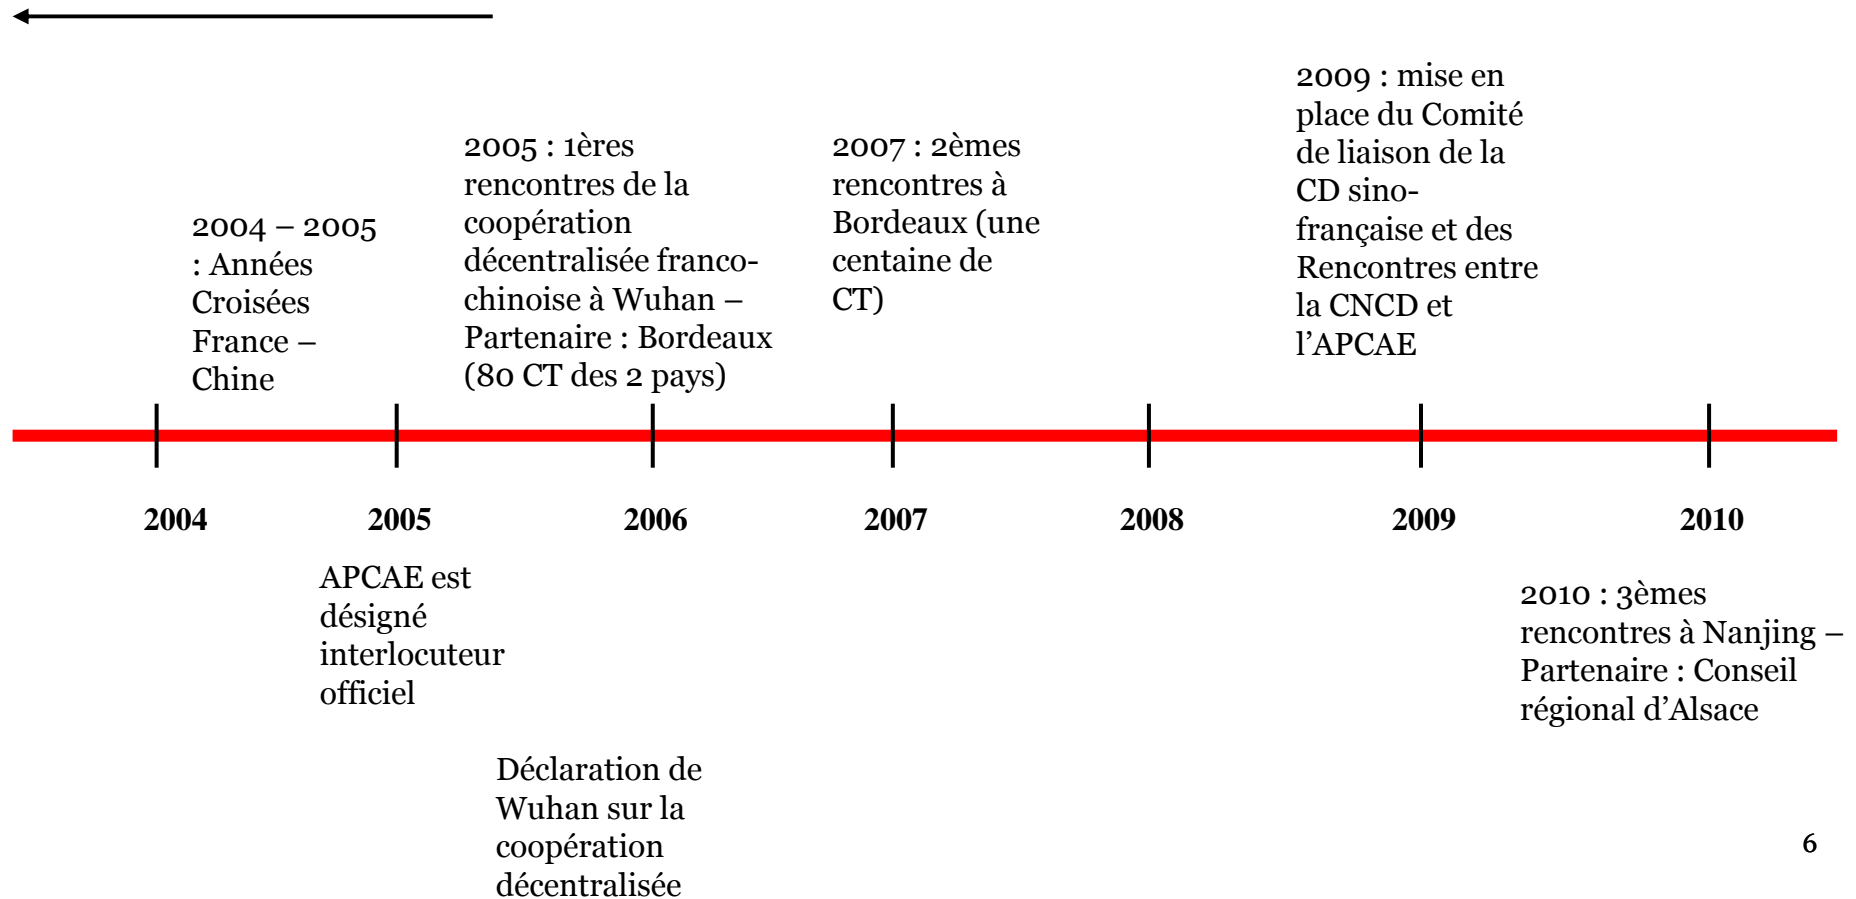 2004 – 2005
: Années
Croisées
France –
Chine
2005 : 1ères
rencontres de la
coopération
décentralisée franco-
chinoise à Wuhan –
Partenaire : Bordeaux
(80 CT des 2 pays)
2007 : 2èmes
rencontres à
Bordeaux (une
centaine de
CT)
2009 : mise en
place du Comité
de liaison de la
CD sino-
française et des
Rencontres entre
la CNCD et
l’APCAE
2004
2005
2006
2007
2008
2009
2010
APCAE est
désigné
interlocuteur
officiel
Déclaration de
Wuhan sur la
coopération
décentralisée
2010 : 3èmes
rencontres à Nanjing –
Partenaire : Conseil
régional d’Alsace
6